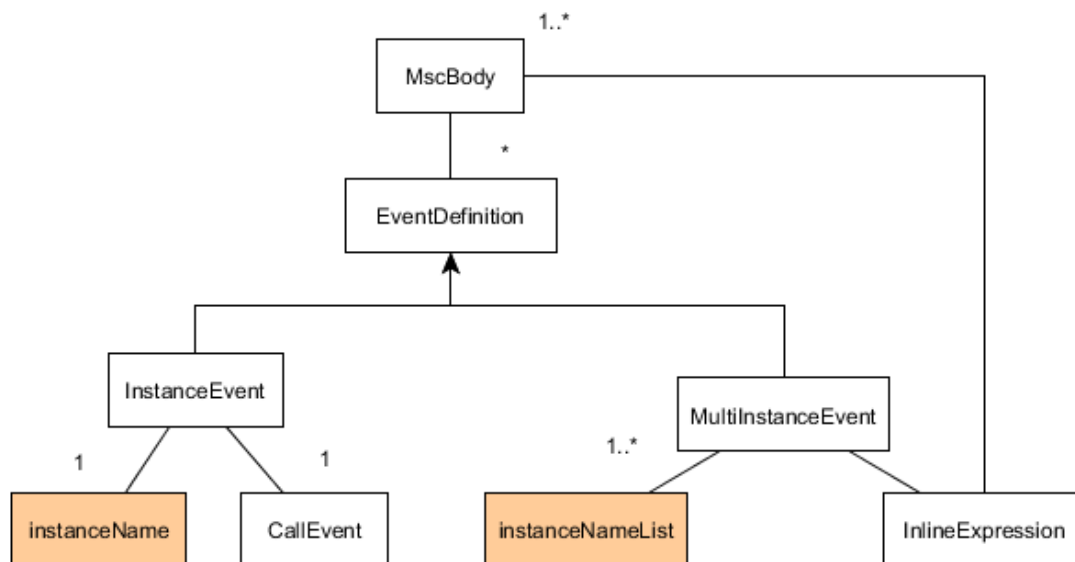 1..*
MscBody
*
EventDefinition
InstanceEvent
MultiInstanceEvent
1
1
1..*
instanceName
CallEvent
instanceNameList
InlineExpression